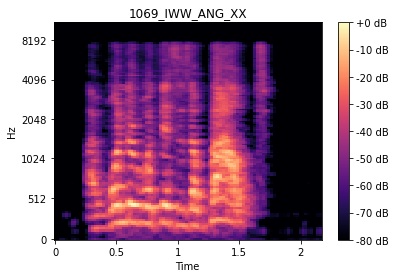 1069_IWW_ANG_XX
+0 dB
8192
-10 dB
4096
-20 dB
-30 dB
2048
Hz
-40 dB
1024
-50 dB
512
-60 dB
-70 dB
0
-80 dB
0
0.5
1
1.5
2
Time